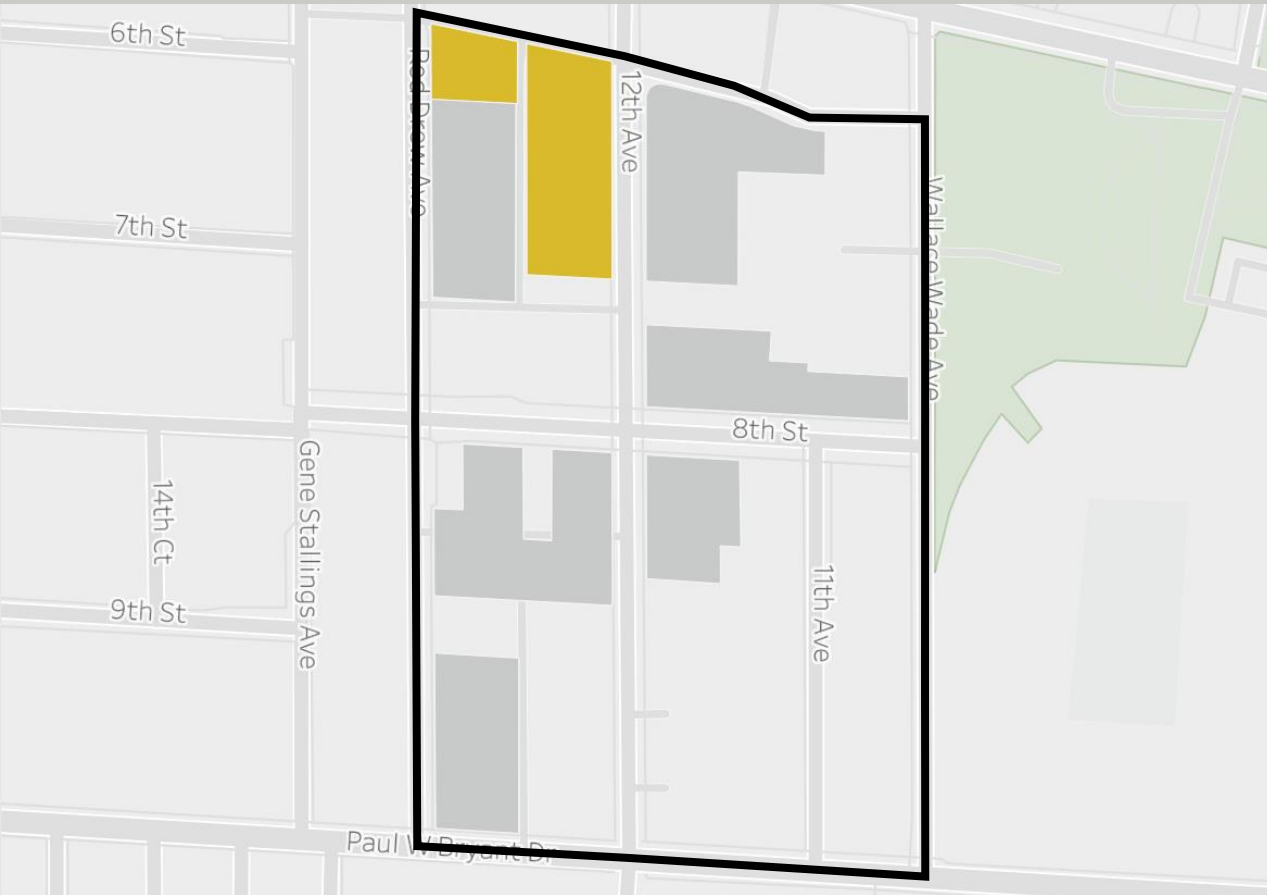 6th St
Red Drew Ave
12th Ave
7th St
Wallace Wade Ave
8th St
Gene Stallings Ave
14th Ct
11th Ave
9th St
Paul W Bryant Dr